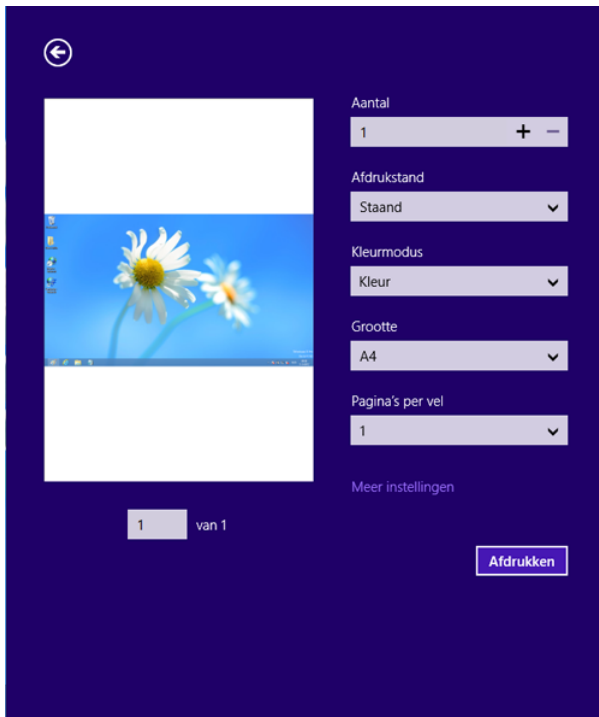 Aantal
1
Afdrukstand
Staand
Kleurmodus
Kleur
Grootte
A4
Pagina's per vel
1
Meer instellingen
1 van 1
Afdrukken